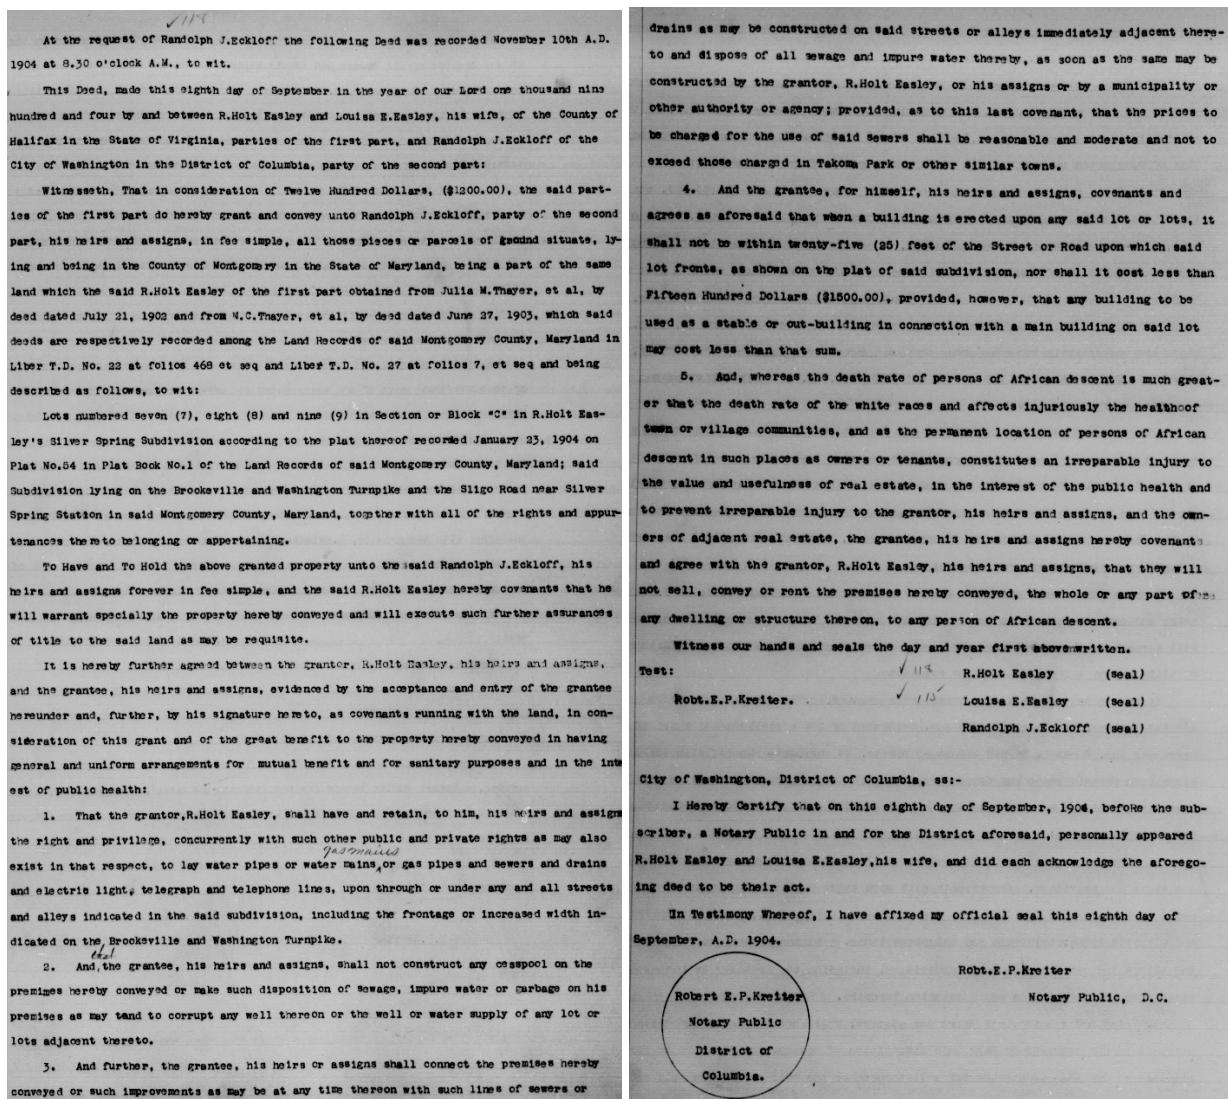 ✓118
At the request of Randolph J.Eckloff the following Deed was recorded November 10th A.D.
1904 at 8.30 o'clock A.M., to wit.
This Deed, made this eighth day of September in the year of our Lord one thousand nine
hundred and four by and between R.Holt Easley and Louisa E.Easley, his wife, of the County of
Halifax in the State of Virginia, parties of the first part, and Randolph J.Eckloff of the
City of Washington in the District of Columbia, party of the second part:
Witnesseth, That in consideration of Twelve Hundred Dollars, ($1200.00), the said part-
ies of the first part do hereby grant and convey unto Randolph J.Eckloff, party of the second
part, his heirs and assigns, in fee simple, all those pieces or parcels of ground situate, ly-
ing and being in the County of Montgomery in the State of Maryland, being a part of the same
land which the said R.Holt Easley of the first part obtained from Julia M.Thayer, et al, by
deed dated July 21, 1902 and from W.C.Thayer, et al, by deed dated June 27, 1903, which said
deeds are respectively recorded among the Land Records of said Montgomery County, Maryland in
Liber T.D. No. 22 at folios 468 et seq and Liber T.D. No. 27 at folios 7, et seq and being
described as follows, to wit:
Lots numbered seven (7), eight (8) and nine (9) in Section or Block "C" in R.Holt Eas-
ley's Silver Spring Subdivision according to the plat thereof recorded January 23, 1904 on
Plat No.54 in Plat Book No.1 of the Land Records of said Montgomery County, Maryland; said
Subdivision lying on the Brookeville and Washington Turnpike and the Sligo Road near Silver
Spring Station in said Montgomery County, Maryland, together with all of the rights and appur-
tenances thereto belonging or appertaining.
To Have and To Hold the above granted property unto the said Randolph J.Eckloff, his
heirs and assigns forever in fee simple, and the said R.Holt Easley hereby covenants that he
will warrant specially the property hereby conveyed and will execute such further assurances
of title to the said land as may be requisite.
It is hereby further agreed between the grantor, R.Holt Easley, his heirs and assigns,
and the grantee, his heirs and assigns, evidenced by the acceptance and entry of the grantee
hereunder and, further, by his signature hereto, as covenants running with the land, in con-
sideration of this grant and of the great benefit to the property hereby conveyed in having
general and uniform arrangements for mutual benefit and for sanitary purposes and in the inte
est of public health:
1. That the grantor,R.Holt Easley, shall have and retain, to him, his heirs and assigns
the right and privilege, concurrently with such other public and private rights as may also
gas mains
exist in that respect, to lay water pipes or water mains, or gas pipes and sewers and drains
and electric light, telegraph and telephone lines, upon through or under any and all streets
and alleys indicated in the said subdivision, including the frontage or increased width in-
dicated on the Brookeville and Washington Turnpike.
that
2. And, the grantee, his heirs and assigns, shall not construct any cesspool on the
premimes hereby conveyed or make such disposition of sewage, impure water or garbage on his
premises as may tend to corrupt any well thereon or the well or water supply of any lot or
lots adjacent thereto.
3. And further, the grantee, his heirs or assigns shall connect the premises hereby
conveyed or such improvements as may be at any time thereon with such lines of sewers or
drains as may be constructed on said streets or alleys immediately adjacent there-
to and dispose of all sewage and impure water thereby, as soon as the same may be
constructed by the grantor, R.Holt Easley, or his assigns or by a municipality or
other authority or agency; provided, as to this last covenant, that the prices to
be charged for the use of said sewers shall be reasonable and moderate and not to
exceed those charged in Takoma Park or other similar towns.
4. And the grantee, for himself, his heirs and assigns, covenants and
agrees as aforesaid that when a building is erected upon any said lot or lots, it
shall not be within twenty-five (25) feet of the Street or Road upon which said
lot fronts, as shown on the plat of said subdivision, nor shall it cost less than
Fifteen Hundred Dollars ($1500.00), provided, however, that any building to be
used as a stable or out-building in connection with a main building on said lot
may cost less than that sum.
5. And, whereas the death rate of persons of African descent is much great-
er that the death rate of the white races and affects injuriously the health of
town or village communities, and as the permanent location of persons of African
descent in such places as owners or tenants, constitutes an irreparable injury to
the value and usefulness of real estate, in the interest of the public health and
to prevent irreparable injury to the grantor, his heirs and assigns, and the own-
ers of adjacent real estate, the grantee, his heirs and assigns hereby covenants
and agree with the grantor, R.Holt Easley, his heirs and assigns, that they will
not sell, convey or rent the premises hereby conveyed, the whole or any part of
any dwelling or structure thereon, to any person of African descent.
Witness our hands and seals the day and year first above written.
Test: ✓ 118 R.Holt Easley (seal)
Robt.E.P.Kreiter. ✓ 115 Louisa E.Easley (seal)
Randolph J.Eckloff (seal)
City of Washington, District of Columbia, ss:-
I Hereby Certify that on this eighth day of September, 1904, before the sub-
scriber, a Notary Public in and for the District aforesaid, personally appeared
R.Holt Easley and Louisa E.Easley,his wife, and did each acknowledge the aforego-
ing deed to be their act.
In Testimony Whereof, I have affixed my official seal this eighth day of
September, A.D. 1904.
Robt.E.P.Kreiter
Notary Public, D.C.
Robert E.P.Kreiter
Notary Public
District of
Columbia.